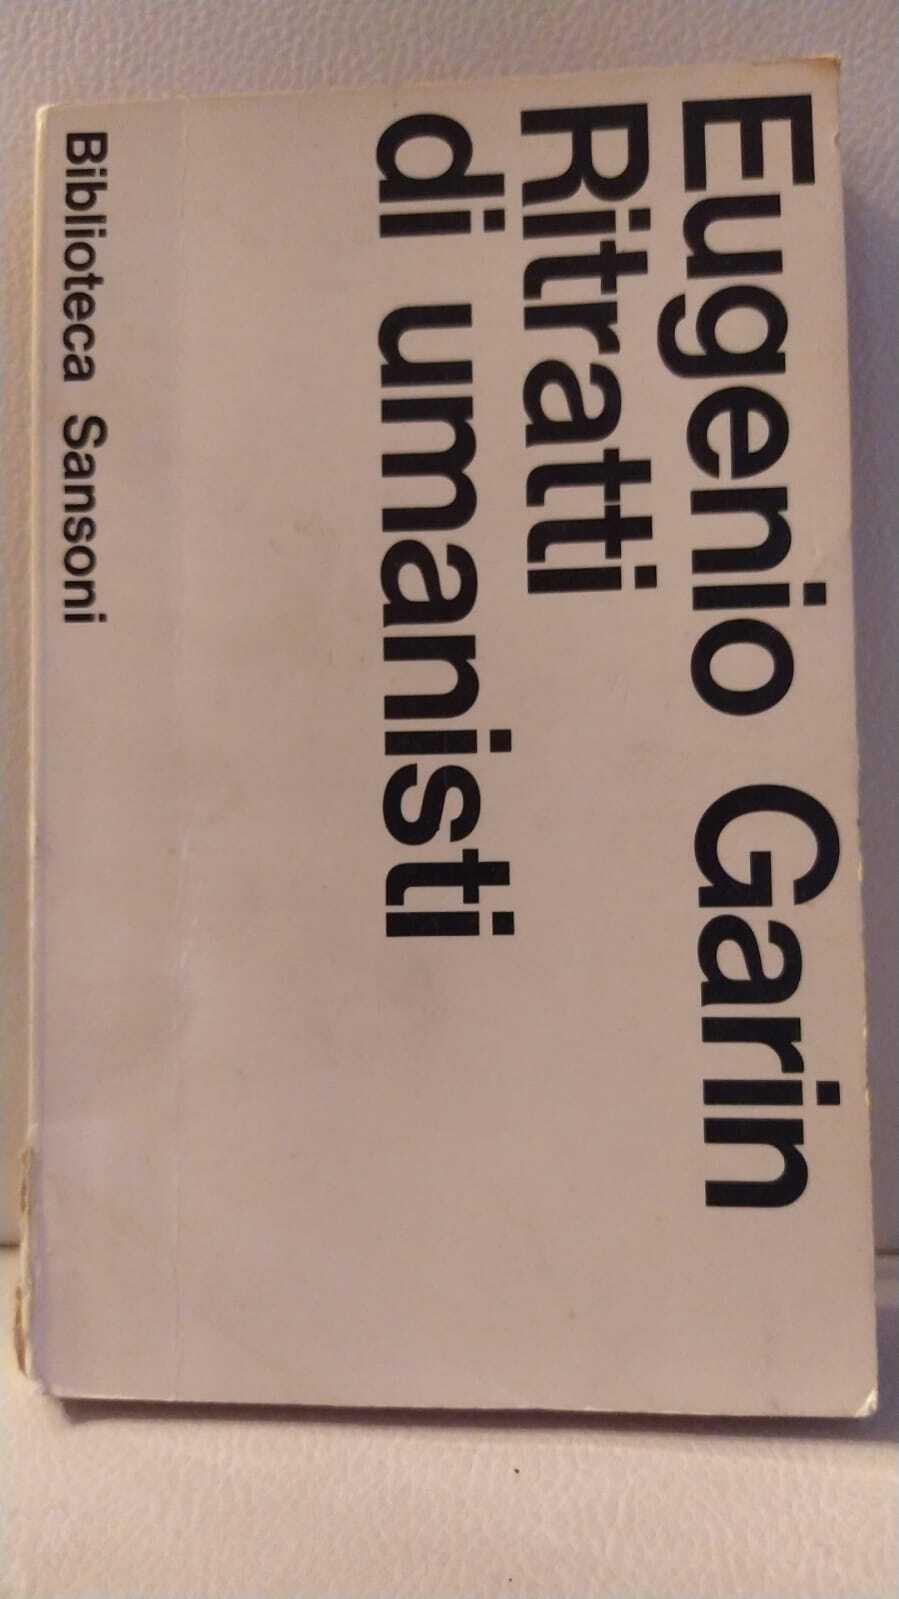 Eugenio Garin
Ritratti
di umanisti
Biblioteca Sansoni